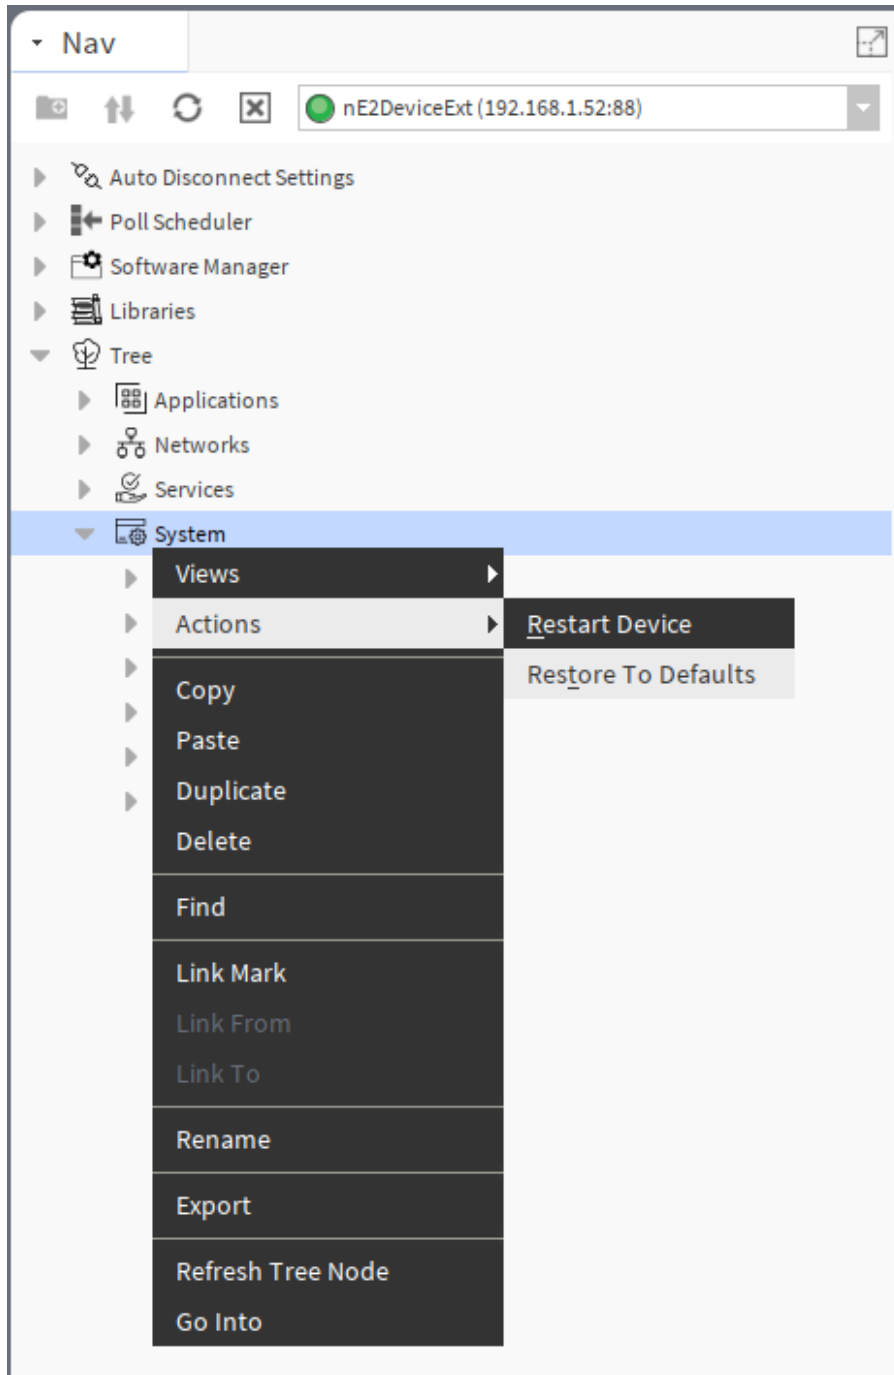 Nav
nE2DeviceExt (192.168.1.52:88)
Auto Disconnect Settings
Poll Scheduler
Software Manager
Libraries
Tree
Applications
Networks
Services
System
Views
Actions
Restart Device
Restore To Defaults
Copy
Paste
Duplicate
Delete
Find
Link Mark
Link From
Link To
Rename
Export
Refresh Tree Node
Go Into